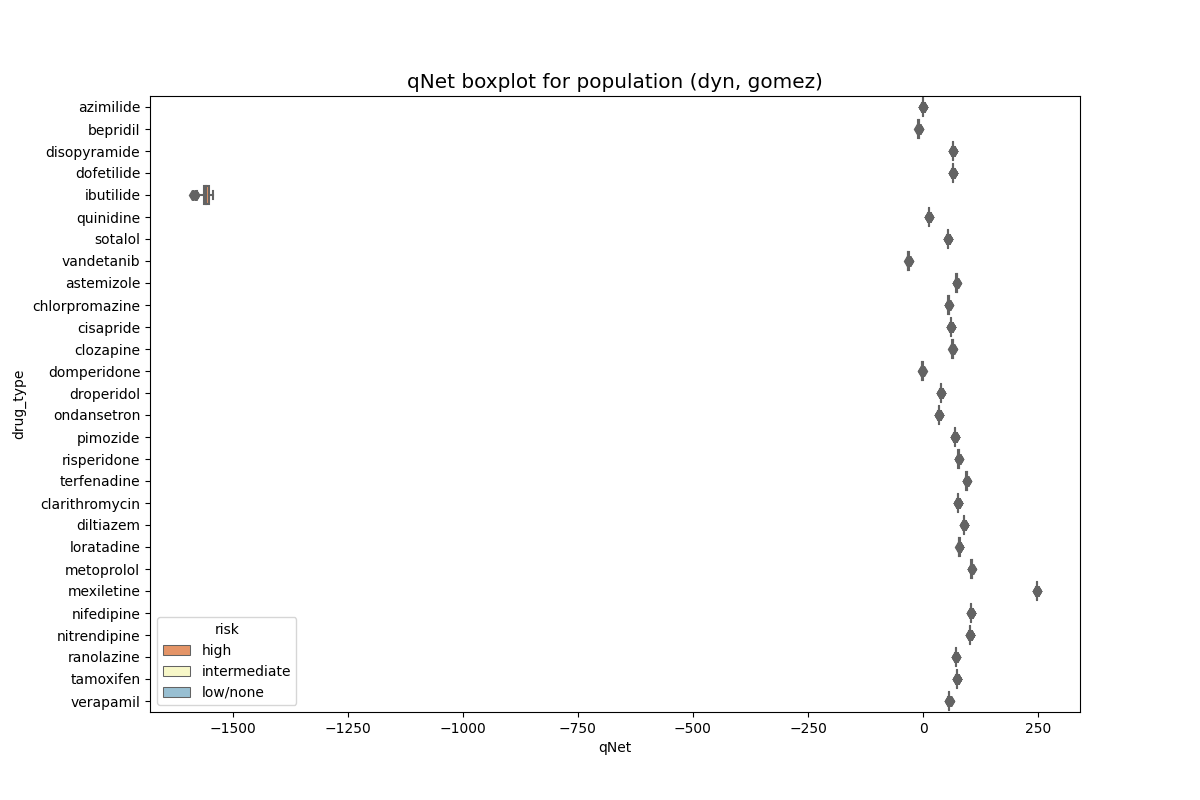 qNet boxplot for population (dyn, gomez)
azimilide
bepridil
disopyramide
dofetilide
ibutilide
quinidine
sotalol
vandetanib
astemizole
chlorpromazine
cisapride
clozapine
domperidone
droperidol
ondansetron
pimozide
risperidone
terfenadine
clarithromycin
diltiazem
loratadine
metoprolol
mexiletine
nifedipine
nitrendipine
ranolazine
tamoxifen
verapamil
drug_type
risk
high
intermediate
low/none
−1500 −1250 −1000 −750 −500 −250 0 250
qNet